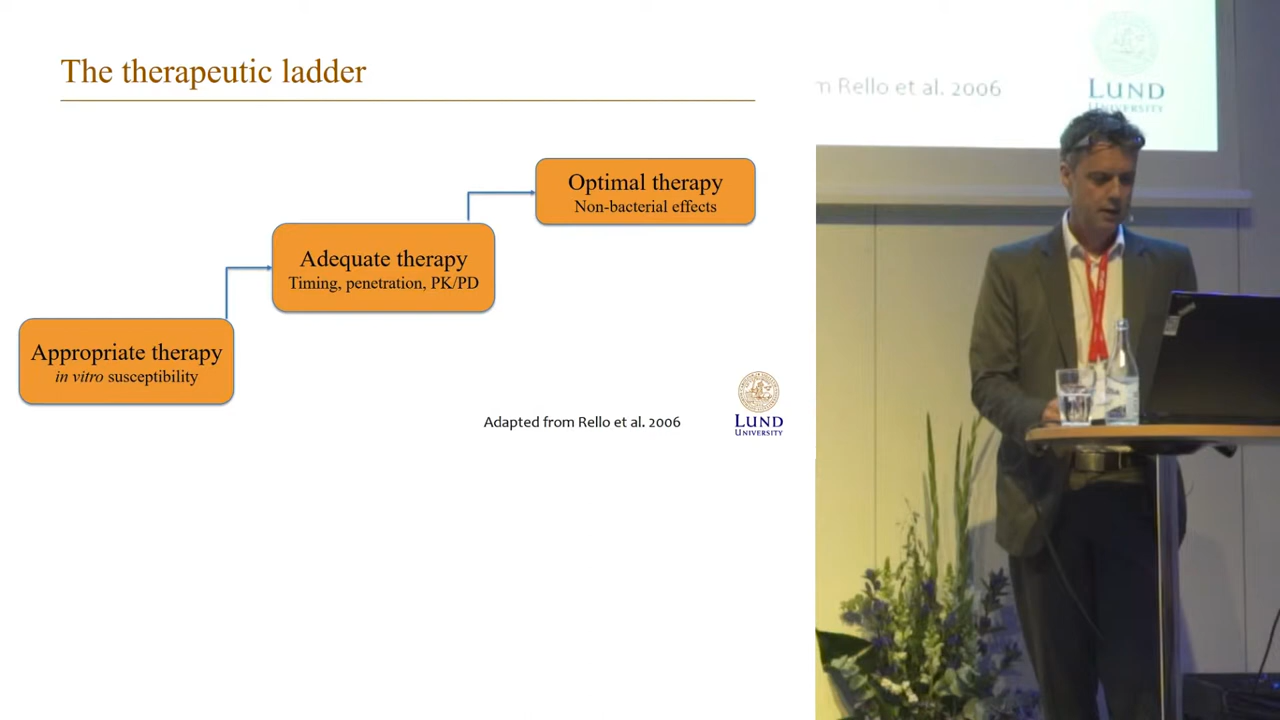 The therapeutic ladder
Optimal therapy
Non-bacterial effects
Adequate therapy
Timing, penetration, PK/PD
Appropriate therapy
in vitro susceptibility
Adapted from Rello et al. 2006
LUND
UNIVERSITY
m Rello et al. 2006
LUND
UNIVERSITY